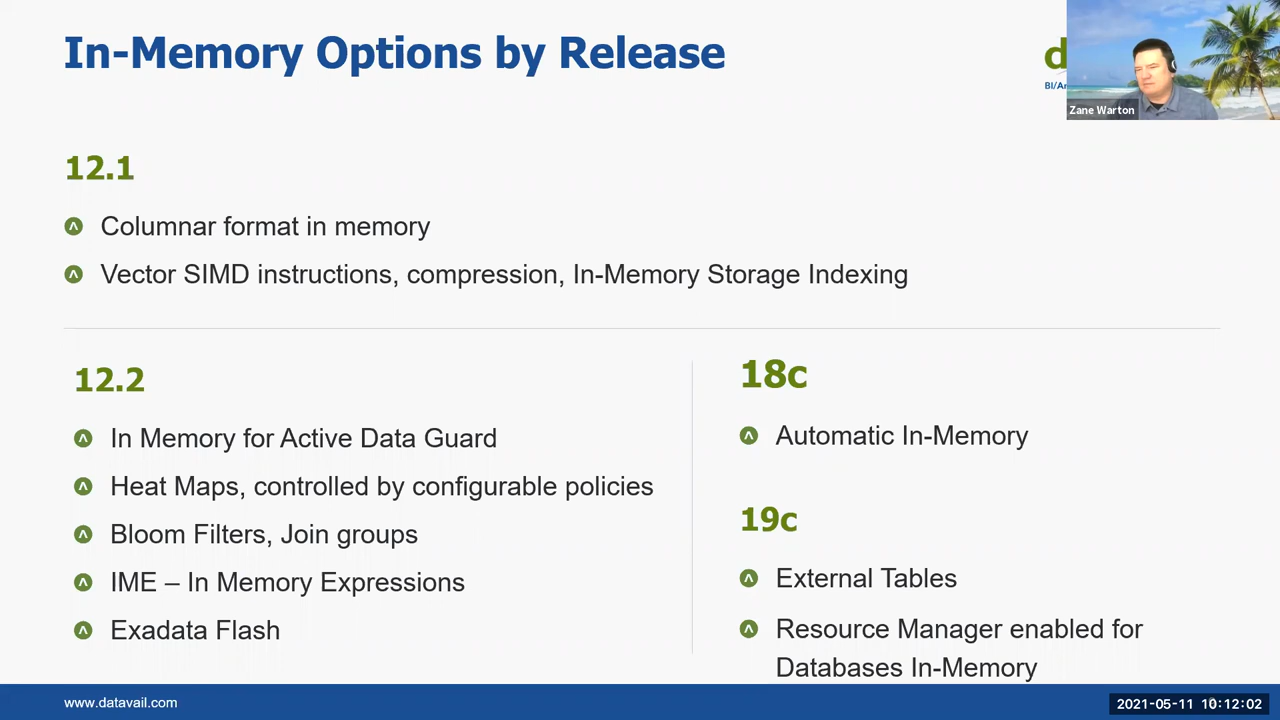 In-Memory Options by Release
d
BI/A
Zane Warton
12.1
Columnar format in memory
Vector SIMD instructions, compression, In-Memory Storage Indexing
12.2
In Memory for Active Data Guard
Heat Maps, controlled by configurable policies
Bloom Filters, Join groups
IME – In Memory Expressions
Exadata Flash
18c
Automatic In-Memory
19c
External Tables
Resource Manager enabled for
Databases In-Memory
www.datavail.com
2021-05-11 10:12:02